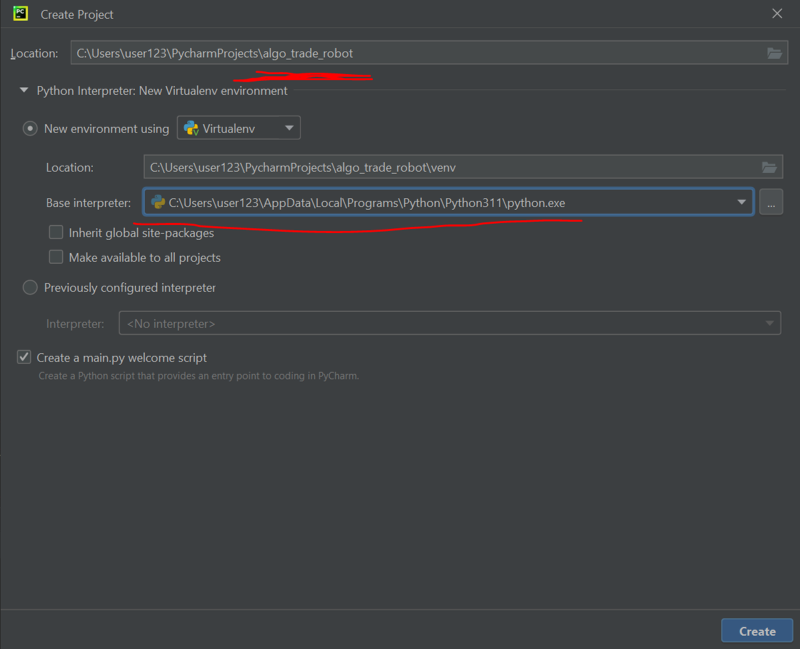 PC
Create Project
Location: C:\Users\user123\PycharmProjects\algo_trade_robot
Python Interpreter: New Virtualenv environment
New environment using Virtualenv
Location: C:\Users\user123\PycharmProjects\algo_trade_robot\venv
Base interpreter: C:\Users\user123\AppData\Local\Programs\Python\Python311\python.exe ...
Inherit global site-packages
Make available to all projects
Previously configured interpreter
Interpreter: <No interpreter>
Create a main.py welcome script
Create a Python script that provides an entry point to coding in PyCharm.
Create